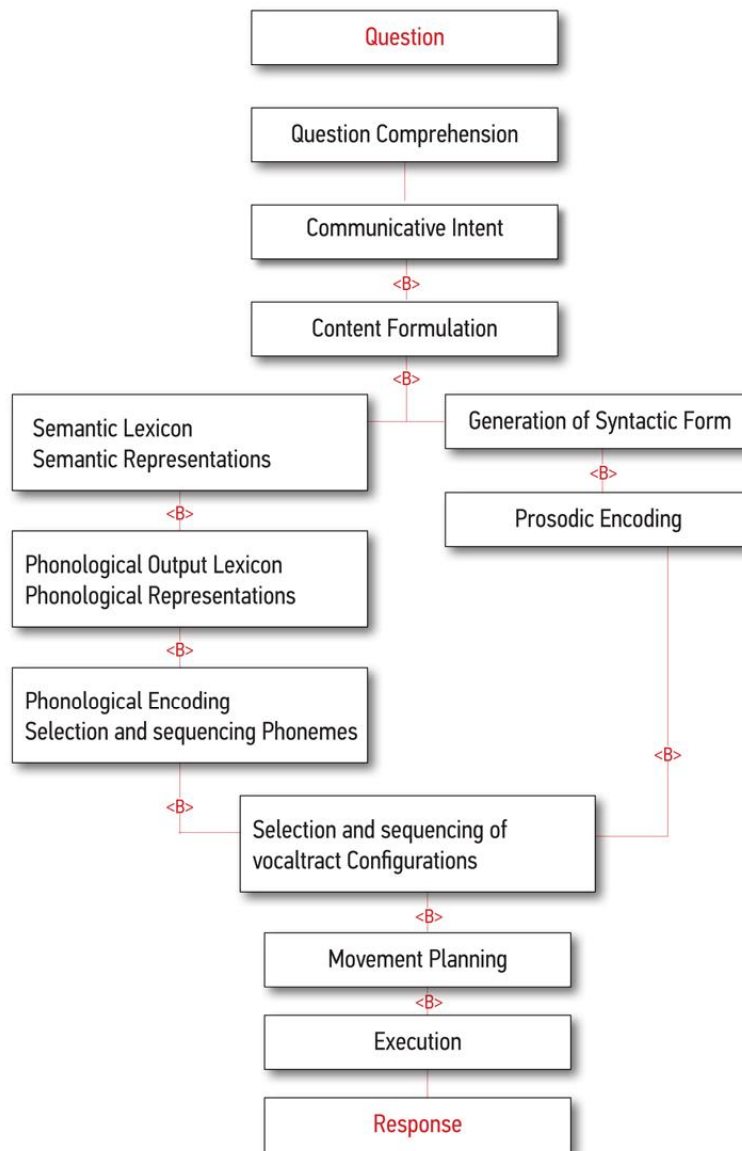 Question
Question Comprehension
Communicative Intent
<B>
Content Formulation
<B>
Semantic Lexicon
Semantic Representations
Generation of Syntactic Form
<B>
Prosodic Encoding
<B>
Phonological Output Lexicon
Phonological Representations
<B>
Phonological Encoding
Selection and sequencing Phonemes
<B>
<B>
Selection and sequencing of
vocaltract Configurations
<B>
Movement Planning
<B>
Execution
Response